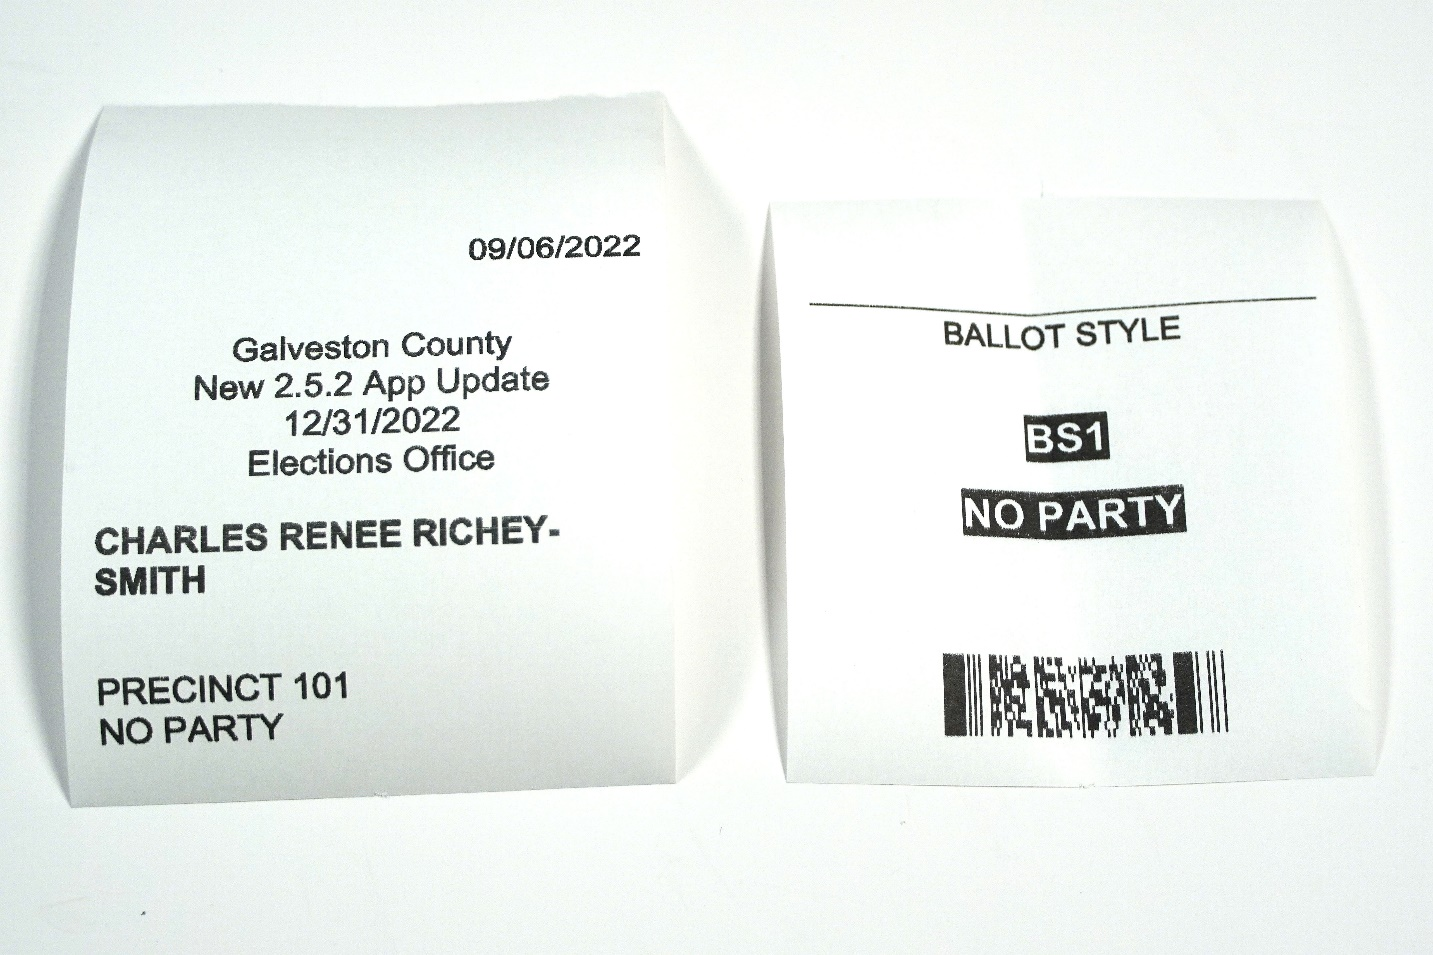 09/06/2022
Galveston County
New 2.5.2 App Update
12/31/2022
Elections Office
CHARLES RENEE RICHEY-
SMITH
PRECINCT 101
NO PARTY
BALLOT STYLE
BS1
NO PARTY